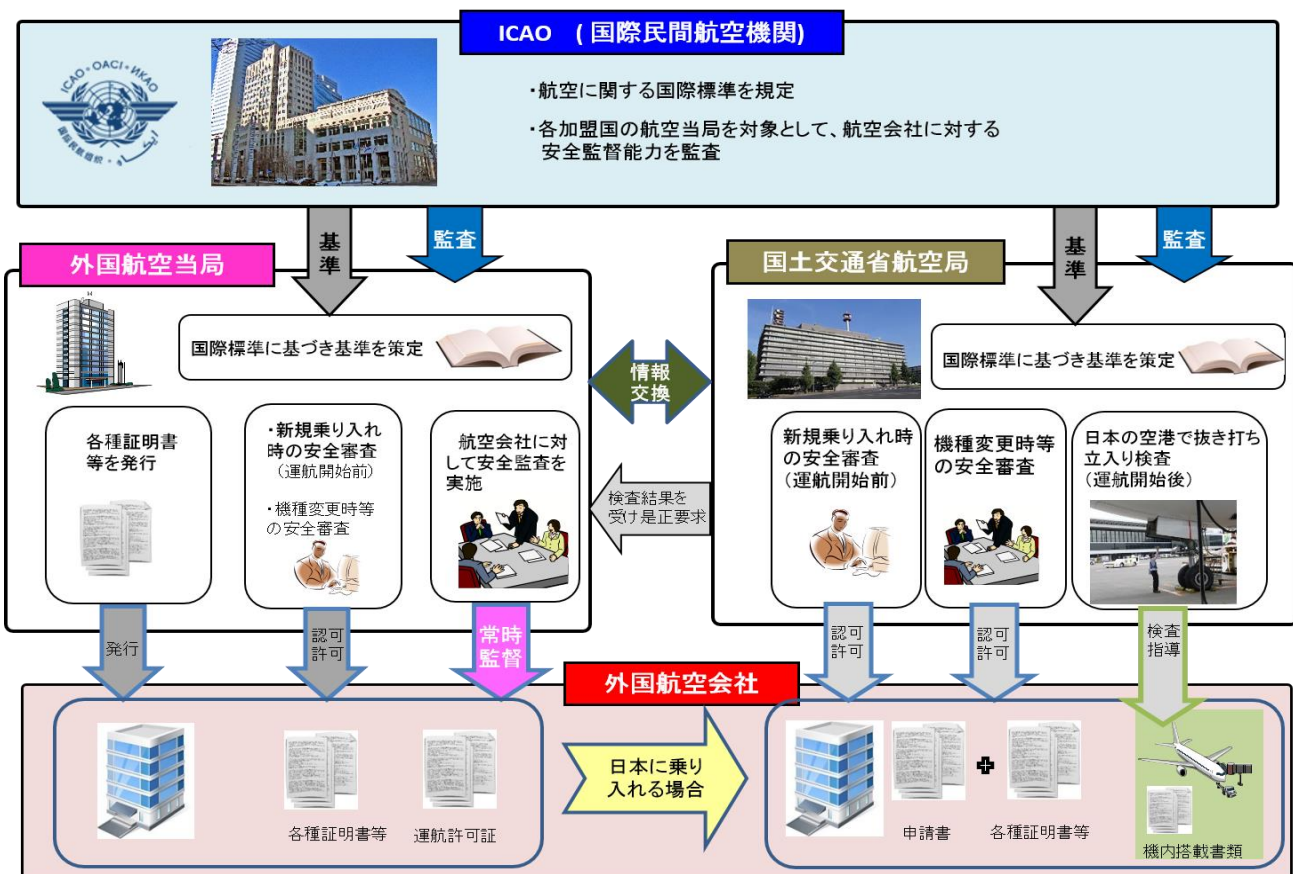 ICAO （国際民間航空機関）
ICAO・OACI・ИКАО
・航空に関する国際標準を規定
・各加盟国の航空当局を対象として、航空会社に対する
安全監督能力を監査
基準
監査
基準
監査
外国航空当局
国際標準に基づき基準を策定
各種証明書
等を発行
・新規乗り入れ
時の安全審査
（運航開始前）
・機種変更時等
の安全審査
航空会社に対
して安全監査を
実施
情報
交換
検査結果を
受け是正要求
国土交通省航空局
国際標準に基づき基準を策定
新規乗り入れ時
の安全審査
（運航開始前）
機種変更時等
の安全審査
日本の空港で抜き打ち
立入り検査
（運航開始後）
発行
認可
許可
常時
監督
認可
許可
認可
許可
検査
指導
外国航空会社
各種証明書等
運航許可証
日本に乗り
入れる場合
申請書
各種証明書等
機内搭載書類